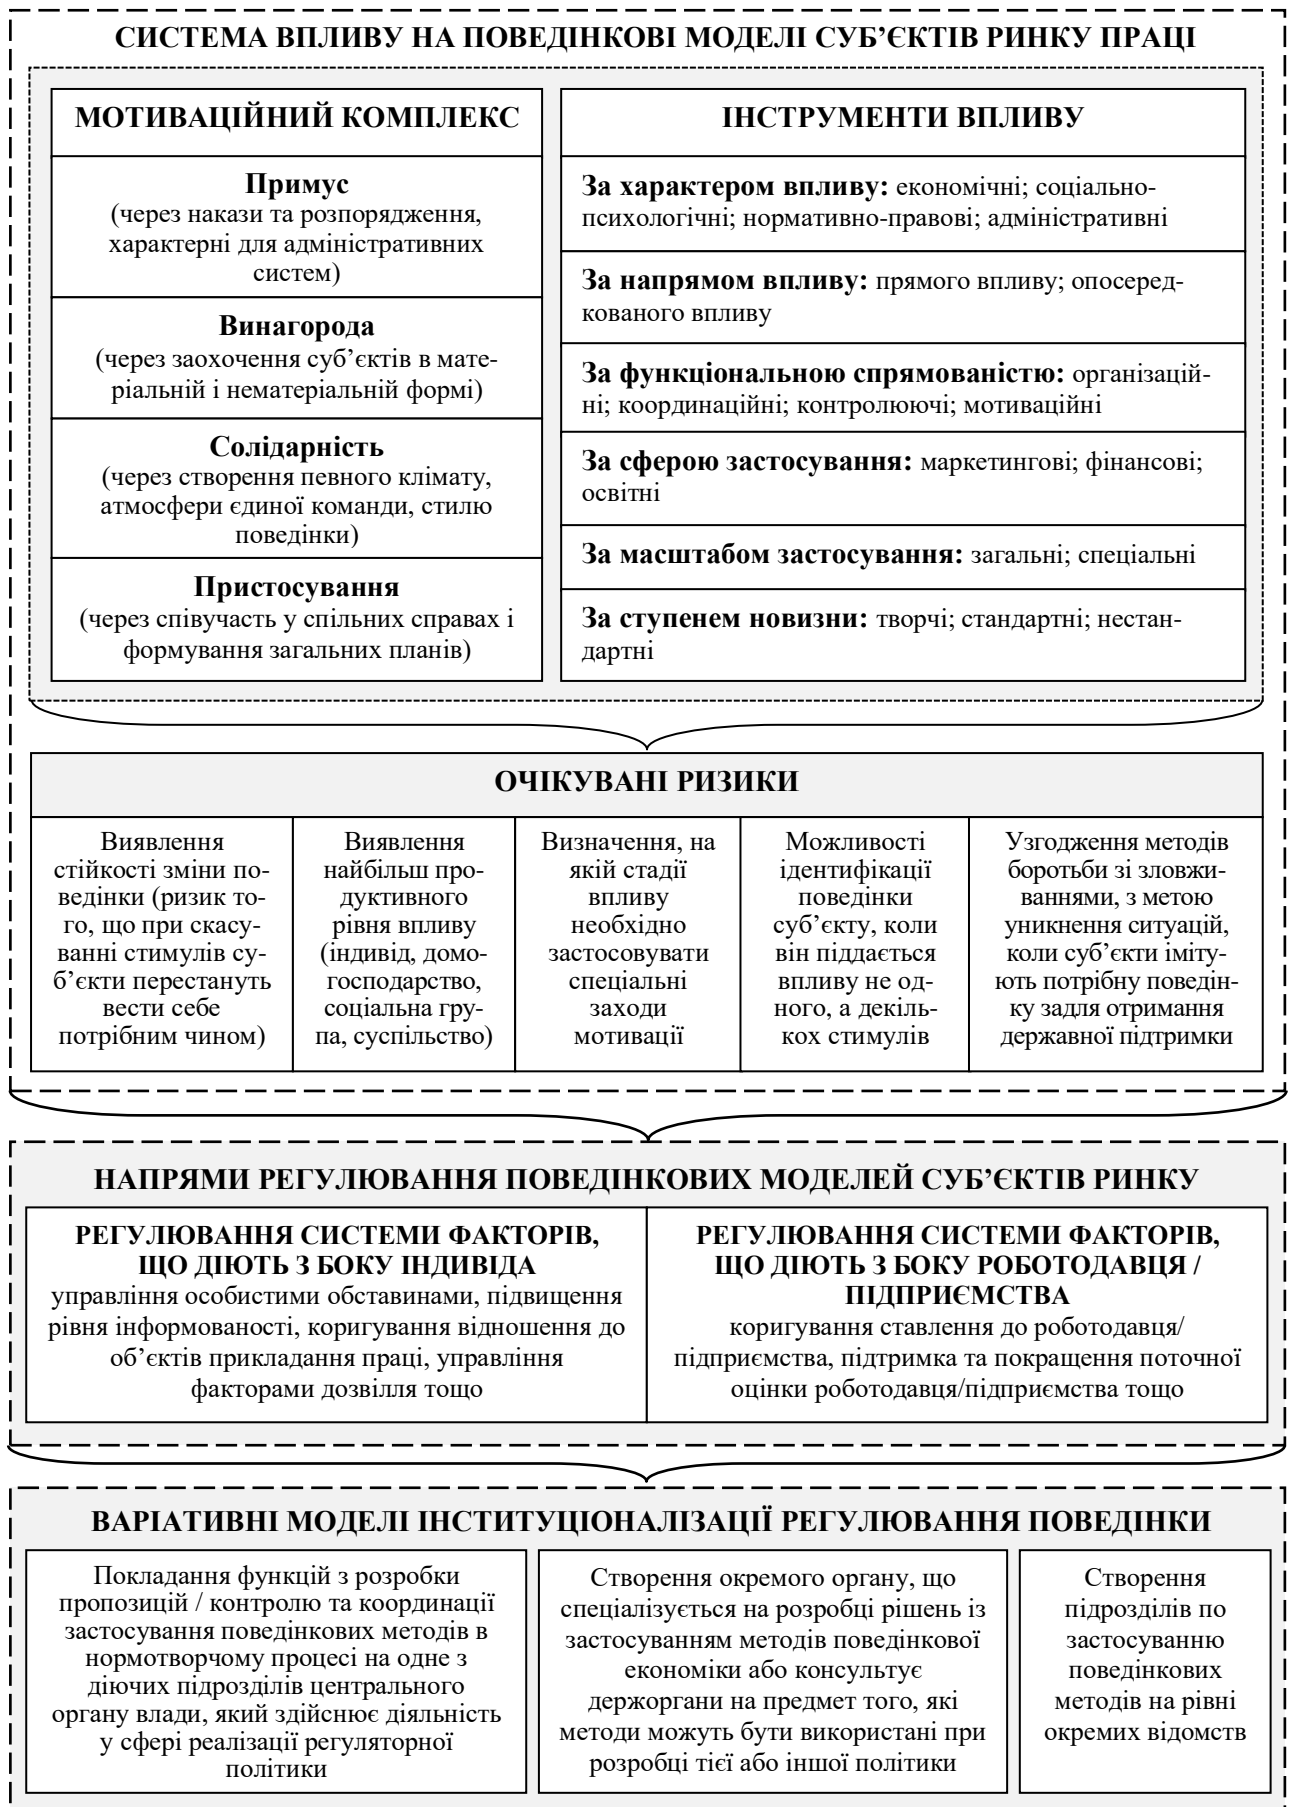 СИСТЕМА ВПЛИВУ НА ПОВЕДІНКОВІ МОДЕЛІ СУБ’ЄКТІВ РИНКУ ПРАЦІ
МОТИВАЦІЙНИЙ КОМПЛЕКС
Примус
(через накази та розпорядження,
характерні для адміністративних
систем)
Винагорода
(через заохочення суб’єктів в мате-
ріальній і нематеріальній формі)
Солідарність
(через створення певного клімату,
атмосфери єдиної команди, стилю
поведінки)
Пристосування
(через співучасть у спільних справах і
формування загальних планів)
ІНСТРУМЕНТИ ВПЛИВУ
За характером впливу: економічні; соціально-
психологічні; нормативно-правові; адміністративні
За напрямом впливу: прямого впливу; опосеред-
кованого впливу
За функціональною спрямованістю: організацій-
ні; координаційні; контролюючі; мотиваційні
За сферою застосування: маркетингові; фінансові;
освітні
За масштабом застосування: загальні; спеціальні
За ступенем новизни: творчі; стандартні; нестан-
дартні
ОЧІКУВАНІ РИЗИКИ
Виявлення
стійкості зміни по-
ведінки (ризик то-
го, що при скасу-
ванні стимулів су-
б’єкти перестануть
вести себе
потрібним чином)
Виявлення
найбільш про-
дуктивного
рівня впливу
(індивід, домо-
господарство,
соціальна гру-
па, суспільство)
Визначення, на
якій стадії
впливу
необхідно
застосовувати
спеціальні
заходи
мотивації
Можливості
ідентифікації
поведінки
суб’єкту, коли
він піддається
впливу не од-
ного, а декіль-
кох стимулів
Узгодження методів
боротьби зі зловжи-
ваннями, з метою
уникнення ситуацій,
коли суб’єкти іміту-
ють потрібну поведін-
ку задля отримання
державної підтримки
НАПРЯМИ РЕГУЛЮВАННЯ ПОВЕДІНКОВИХ МОДЕЛЕЙ СУБ’ЄКТІВ РИНКУ
РЕГУЛЮВАННЯ СИСТЕМИ ФАКТОРІВ,
ЩО ДІЮТЬ З БОКУ ІНДИВІДА
управління особистими обставинами, підвищення
рівня інформованості, коригування відношення до
об’єктів прикладання праці, управління
факторами дозвілля тощо
РЕГУЛЮВАННЯ СИСТЕМИ ФАКТОРІВ,
ЩО ДІЮТЬ З БОКУ РОБОТОДАВЦЯ /
ПІДПРИЄМСТВА
коригування ставлення до роботодавця/
підприємства, підтримка та покращення поточної
оцінки роботодавця/підприємства тощо
ВАРІАТИВНІ МОДЕЛІ ІНСТИТУЦІОНАЛІЗАЦІЇ РЕГУЛЮВАННЯ ПОВЕДІНКИ
Покладання функцій з розробки
пропозицій / контролю та координації
застосування поведінкових методів в
нормотворчому процесі на одне з
діючих підрозділів центрального
органу влади, який здійснює діяльність
у сфері реалізації регуляторної
політики
Створення окремого органу, що
спеціалізується на розробці рішень із
застосуванням методів поведінкової
економіки або консультує
держоргани на предмет того, які
методи можуть бути використані при
розробці тієї або іншої політики
Створення
підрозділів по
застосуванню
поведінкових
методів на рівні
окремих відомств